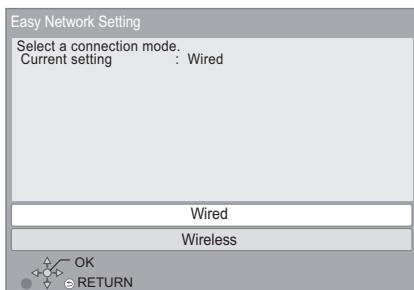 Easy Network Setting
Select a connection mode.
Current setting : Wired
Wired
Wireless
OK
RETURN